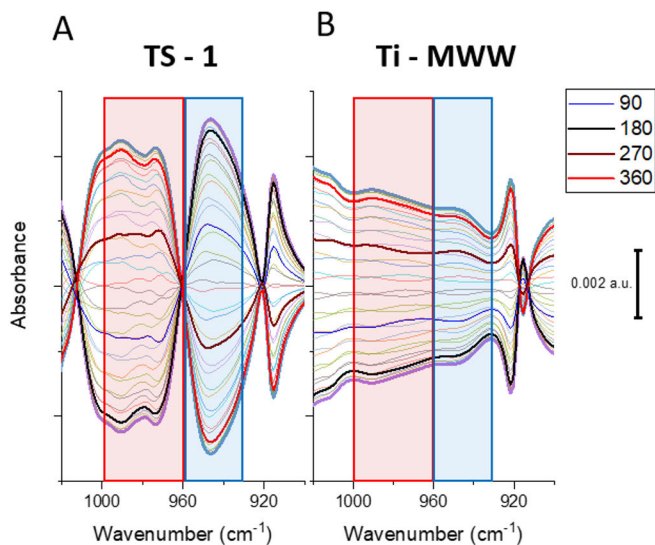 A
B
TS - 1
Ti - MWW
90
180
270
360
0.002 a.u.
Absorbance
1000 960 920
1000 960 920
Wavenumber (cm⁻¹)
Wavenumber (cm⁻¹)